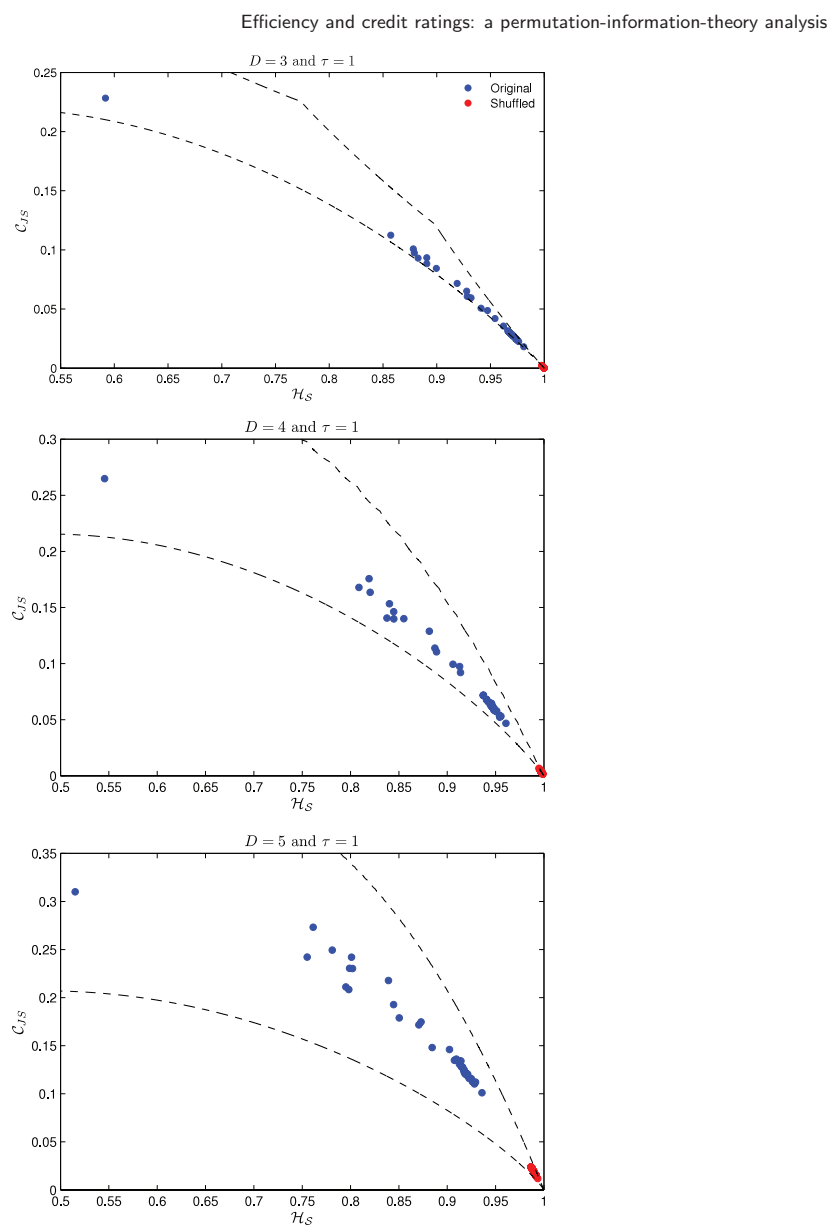 Efficiency and credit ratings: a permutation-information-theory analysis
D = 3 and τ = 1
0.25
0.2
0.15
0.1
0.05
0
C_JS
Original
Shuffled
0.55 0.6 0.65 0.7 0.75 0.8 0.85 0.9 0.95 1
H_S
D = 4 and τ = 1
0.3
0.25
0.2
0.15
0.1
0.05
0
C_JS
0.5 0.55 0.6 0.65 0.7 0.75 0.8 0.85 0.9 0.95 1
H_S
D = 5 and τ = 1
0.35
0.3
0.25
0.2
0.15
0.1
0.05
0
C_JS
0.5 0.55 0.6 0.65 0.7 0.75 0.8 0.85 0.9 0.95 1
H_S